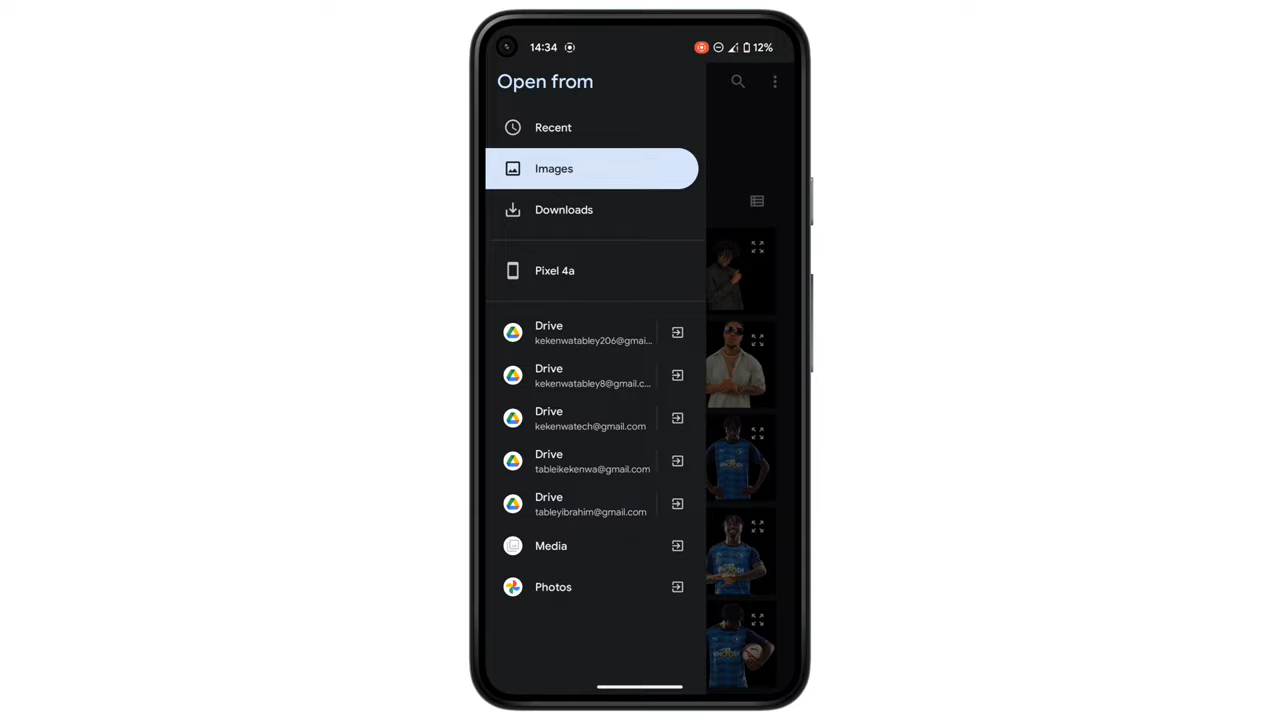 14:34
12%
Open from
Recent
Images
Downloads
Pixel 4a
Drive
kekenwatabley206@gmai...
Drive
kekenwatabley8@gmail.c...
Drive
kekenwatech@gmail.com
Drive
tableikekenwa@gmail.com
Drive
tableyibrahim@gmail.com
Media
Photos